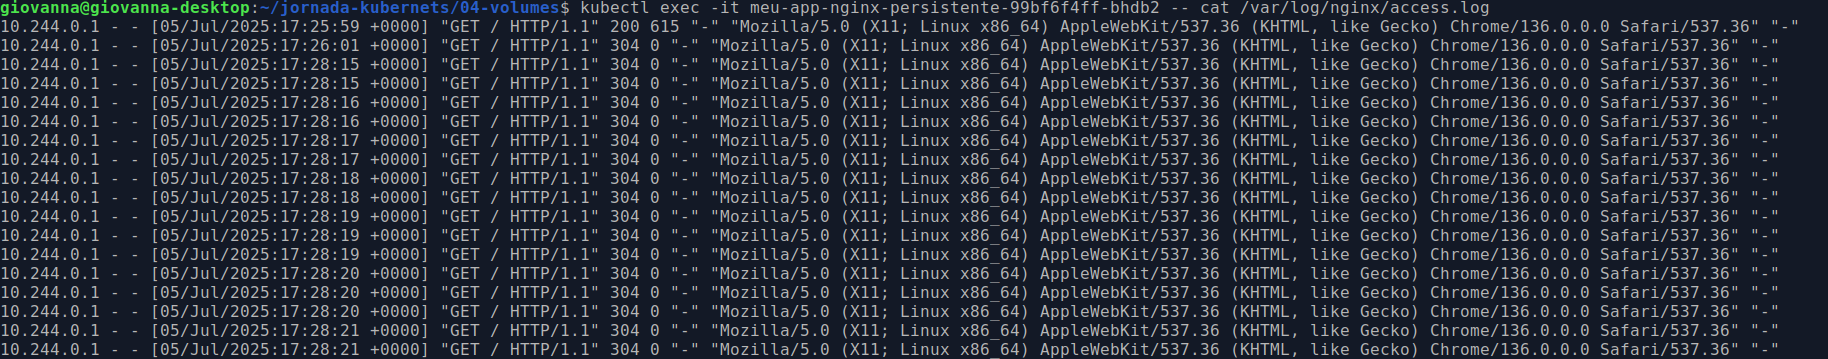 giovanna@giovanna-desktop:~/jornada-kubernets/04-volumes$ kubectl exec -it meu-app-nginx-persistente-99bf6f4ff-bhdb2 -- cat /var/log/nginx/access.log
10.244.0.1 - - [05/Jul/2025:17:25:59 +0000] "GET / HTTP/1.1" 200 615 "-" "Mozilla/5.0 (X11; Linux x86_64) AppleWebKit/537.36 (KHTML, like Gecko) Chrome/136.0.0.0 Safari/537.36" "-"
10.244.0.1 - - [05/Jul/2025:17:26:01 +0000] "GET / HTTP/1.1" 304 0 "-" "Mozilla/5.0 (X11; Linux x86_64) AppleWebKit/537.36 (KHTML, like Gecko) Chrome/136.0.0.0 Safari/537.36" "-"
10.244.0.1 - - [05/Jul/2025:17:28:15 +0000] "GET / HTTP/1.1" 304 0 "-" "Mozilla/5.0 (X11; Linux x86_64) AppleWebKit/537.36 (KHTML, like Gecko) Chrome/136.0.0.0 Safari/537.36" "-"
10.244.0.1 - - [05/Jul/2025:17:28:15 +0000] "GET / HTTP/1.1" 304 0 "-" "Mozilla/5.0 (X11; Linux x86_64) AppleWebKit/537.36 (KHTML, like Gecko) Chrome/136.0.0.0 Safari/537.36" "-"
10.244.0.1 - - [05/Jul/2025:17:28:16 +0000] "GET / HTTP/1.1" 304 0 "-" "Mozilla/5.0 (X11; Linux x86_64) AppleWebKit/537.36 (KHTML, like Gecko) Chrome/136.0.0.0 Safari/537.36" "-"
10.244.0.1 - - [05/Jul/2025:17:28:16 +0000] "GET / HTTP/1.1" 304 0 "-" "Mozilla/5.0 (X11; Linux x86_64) AppleWebKit/537.36 (KHTML, like Gecko) Chrome/136.0.0.0 Safari/537.36" "-"
10.244.0.1 - - [05/Jul/2025:17:28:17 +0000] "GET / HTTP/1.1" 304 0 "-" "Mozilla/5.0 (X11; Linux x86_64) AppleWebKit/537.36 (KHTML, like Gecko) Chrome/136.0.0.0 Safari/537.36" "-"
10.244.0.1 - - [05/Jul/2025:17:28:17 +0000] "GET / HTTP/1.1" 304 0 "-" "Mozilla/5.0 (X11; Linux x86_64) AppleWebKit/537.36 (KHTML, like Gecko) Chrome/136.0.0.0 Safari/537.36" "-"
10.244.0.1 - - [05/Jul/2025:17:28:18 +0000] "GET / HTTP/1.1" 304 0 "-" "Mozilla/5.0 (X11; Linux x86_64) AppleWebKit/537.36 (KHTML, like Gecko) Chrome/136.0.0.0 Safari/537.36" "-"
10.244.0.1 - - [05/Jul/2025:17:28:18 +0000] "GET / HTTP/1.1" 304 0 "-" "Mozilla/5.0 (X11; Linux x86_64) AppleWebKit/537.36 (KHTML, like Gecko) Chrome/136.0.0.0 Safari/537.36" "-"
10.244.0.1 - - [05/Jul/2025:17:28:19 +0000] "GET / HTTP/1.1" 304 0 "-" "Mozilla/5.0 (X11; Linux x86_64) AppleWebKit/537.36 (KHTML, like Gecko) Chrome/136.0.0.0 Safari/537.36" "-"
10.244.0.1 - - [05/Jul/2025:17:28:19 +0000] "GET / HTTP/1.1" 304 0 "-" "Mozilla/5.0 (X11; Linux x86_64) AppleWebKit/537.36 (KHTML, like Gecko) Chrome/136.0.0.0 Safari/537.36" "-"
10.244.0.1 - - [05/Jul/2025:17:28:19 +0000] "GET / HTTP/1.1" 304 0 "-" "Mozilla/5.0 (X11; Linux x86_64) AppleWebKit/537.36 (KHTML, like Gecko) Chrome/136.0.0.0 Safari/537.36" "-"
10.244.0.1 - - [05/Jul/2025:17:28:20 +0000] "GET / HTTP/1.1" 304 0 "-" "Mozilla/5.0 (X11; Linux x86_64) AppleWebKit/537.36 (KHTML, like Gecko) Chrome/136.0.0.0 Safari/537.36" "-"
10.244.0.1 - - [05/Jul/2025:17:28:20 +0000] "GET / HTTP/1.1" 304 0 "-" "Mozilla/5.0 (X11; Linux x86_64) AppleWebKit/537.36 (KHTML, like Gecko) Chrome/136.0.0.0 Safari/537.36" "-"
10.244.0.1 - - [05/Jul/2025:17:28:20 +0000] "GET / HTTP/1.1" 304 0 "-" "Mozilla/5.0 (X11; Linux x86_64) AppleWebKit/537.36 (KHTML, like Gecko) Chrome/136.0.0.0 Safari/537.36" "-"
10.244.0.1 - - [05/Jul/2025:17:28:21 +0000] "GET / HTTP/1.1" 304 0 "-" "Mozilla/5.0 (X11; Linux x86_64) AppleWebKit/537.36 (KHTML, like Gecko) Chrome/136.0.0.0 Safari/537.36" "-"
10.244.0.1 - - [05/Jul/2025:17:28:21 +0000] "GET / HTTP/1.1" 304 0 "-" "Mozilla/5.0 (X11; Linux x86_64) AppleWebKit/537.36 (KHTML, like Gecko) Chrome/136.0.0.0 Safari/537.36" "-"